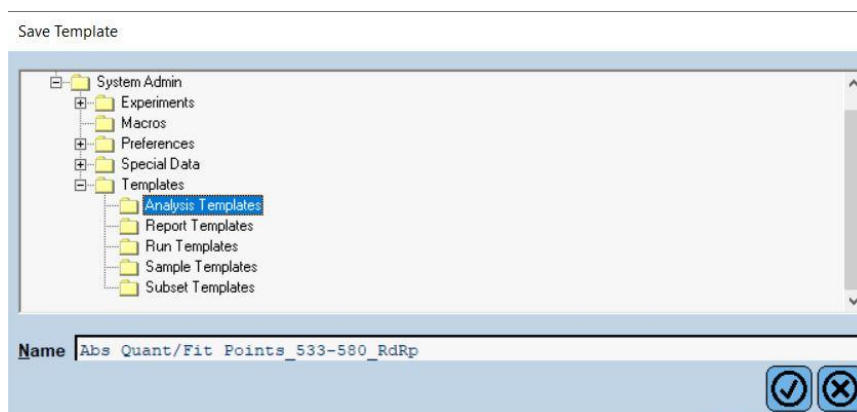 Save Template
System Admin
Experiments
Macros
Preferences
Special Data
Templates
Analysis Templates
Report Templates
Run Templates
Sample Templates
Subset Templates
Name Abs Quant/Fit Points_533-580_RdRp